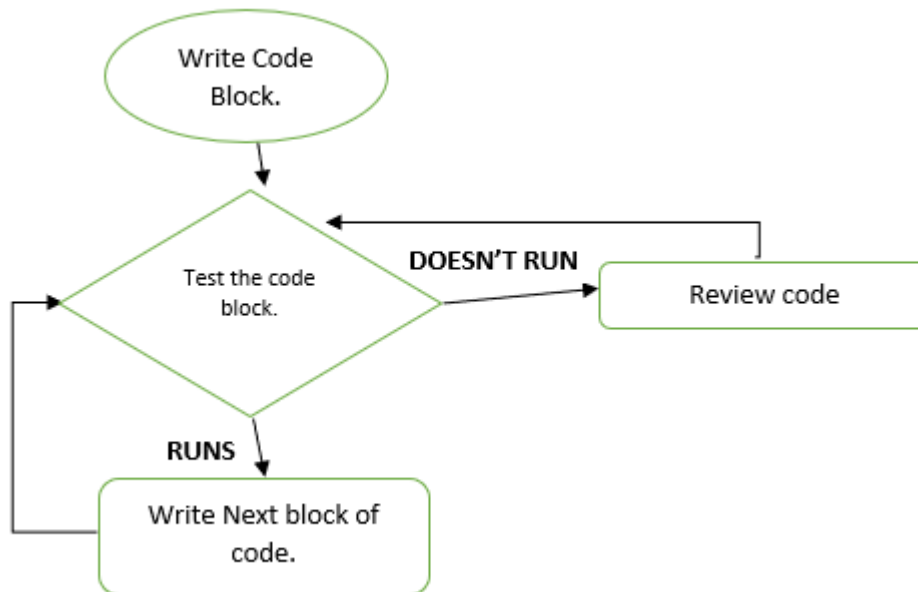 Write Code
Block.
Test the code
block.
DOESN'T RUN
Review code
RUNS
Write Next block of
code.